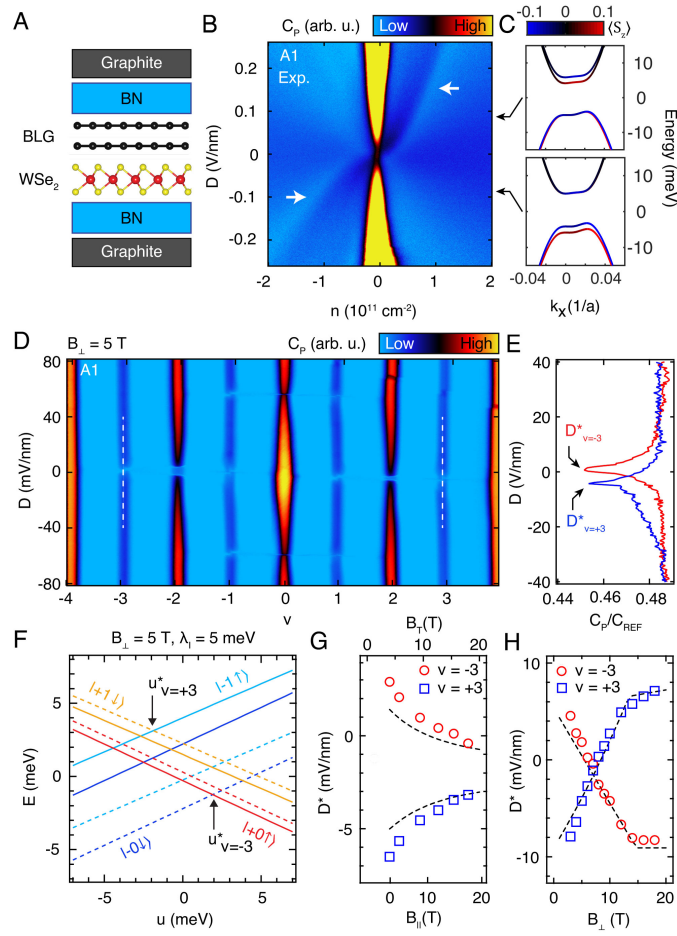 A
Graphite
BN
BLG
WSe2
BN
Graphite
B
CP (arb. u.)
Low
High
A1
Exp.
D (V/nm)
0.2
0.1
0
-0.1
-0.2
-2
-1
0
1
2
n (10^11 cm^-2)
C
-0.1
0.1
⟨Sz⟩
10
0
-10
10
0
-10
Energy (meV)
-0.04
0
0.04
kx(1/a)
D
B⊥ = 5 T
CP (arb. u.)
Low
High
A1
D (mV/nm)
80
40
0
-40
-80
-4
-3
-2
-1
0
1
2
3
ν
E
D (V/nm)
40
20
0
-20
-40
D*ν=-3
D*ν=+3
0.44
0.46
0.48
CP/CREF
F
B⊥ = 5 T, λI = 5 meV
E (meV)
5
0
-5
|+1↓⟩
u*ν=+3
|-1↑⟩
|-0↓⟩
u*ν=-3
|+0↑⟩
-5
0
5
u (meV)
G
BT(T)
0
5
10
15
20
ν = -3
ν = +3
D* (mV/nm)
0
-5
0
10
20
B||(T)
H
ν = -3
ν = +3
D* (mV/nm)
10
0
-10
0
10
20
B⊥ (T)